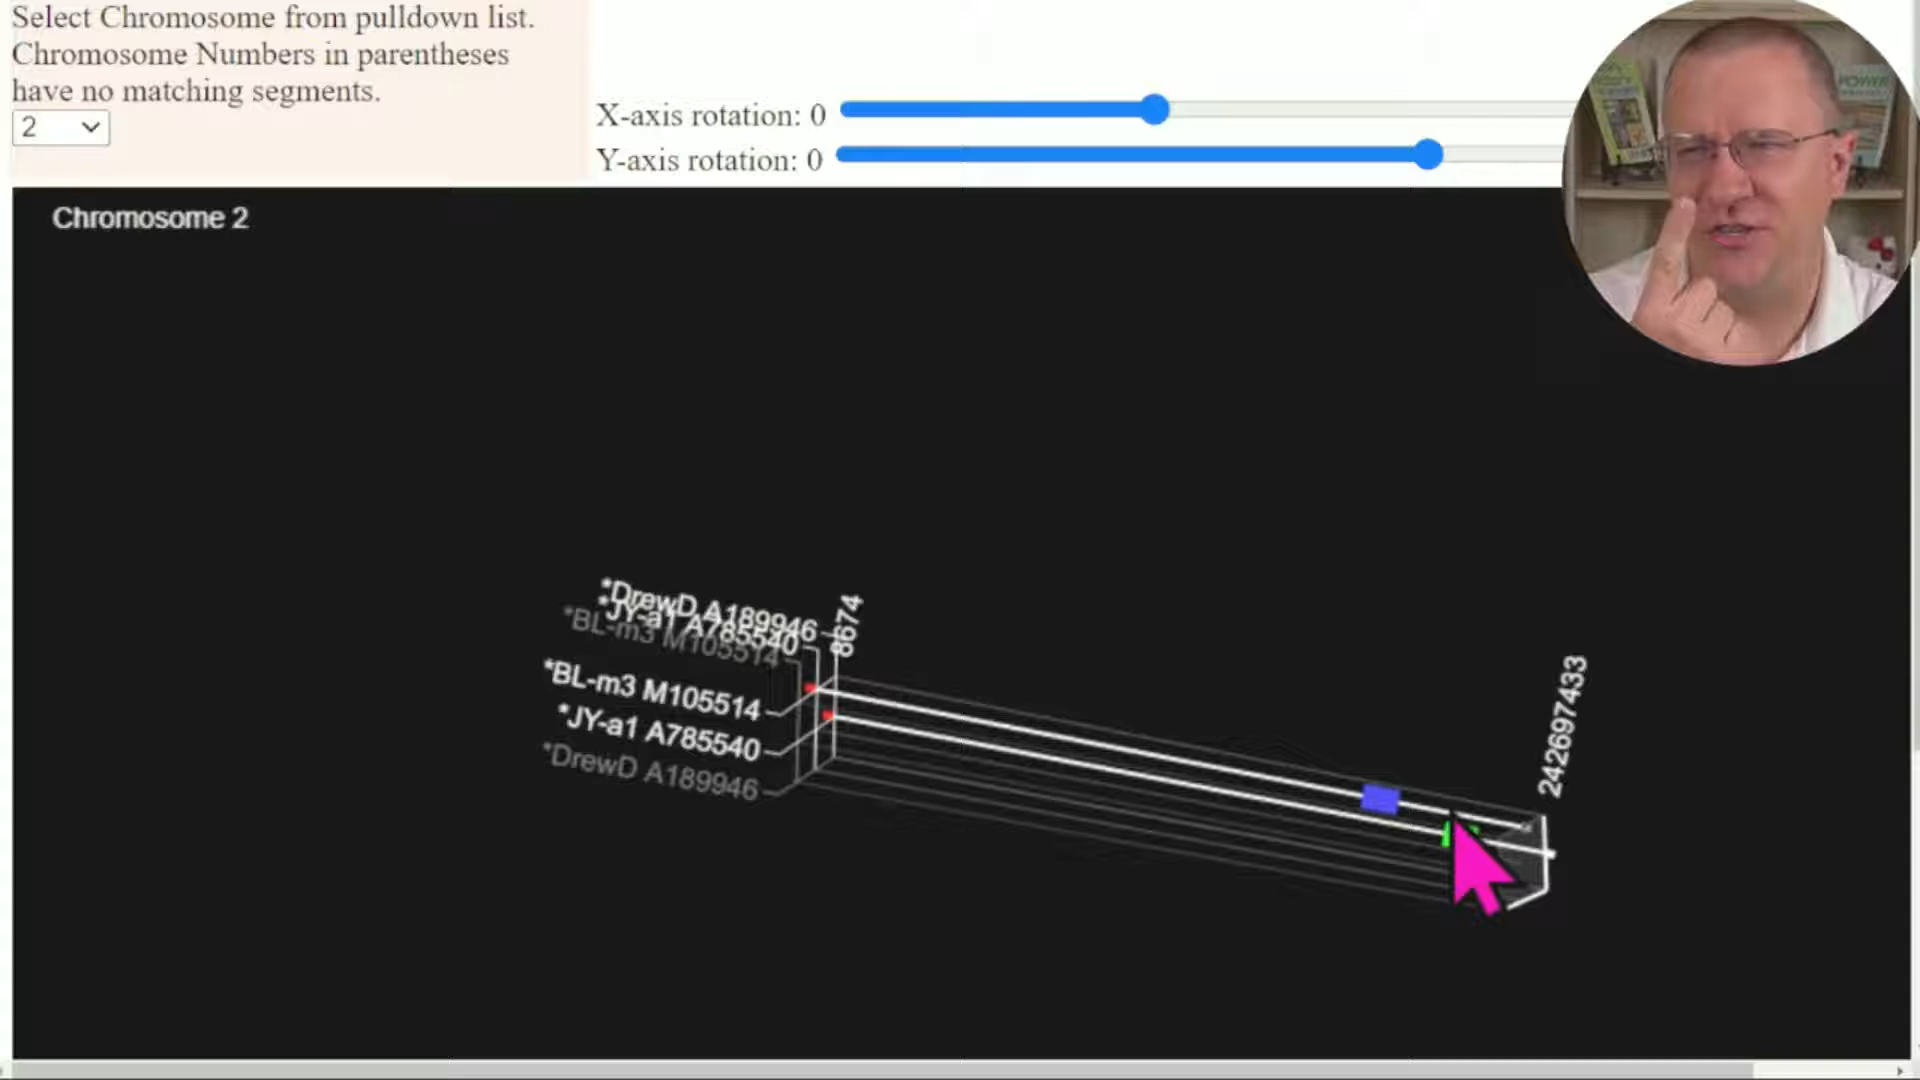 Select Chromosome from pulldown list.
Chromosome Numbers in parentheses
have no matching segments.
2
X-axis rotation: 0
Y-axis rotation: 0
Chromosome 2
*DrewD A189946
*JY-a1 A785540
*BL-m3 M105514
8674
*BL-m3 M105514
*JY-a1 A785540
*DrewD A189946
242697433
POWER